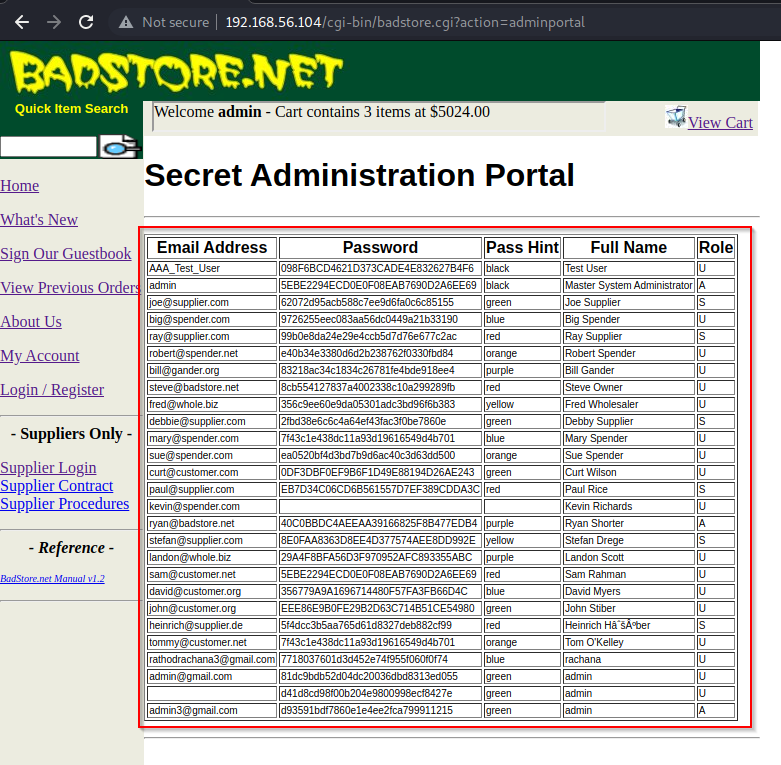 Not secure | 192.168.56.104/cgi-bin/badstore.cgi?action=adminportal
BADSTORE.NET
Quick Item Search
Welcome admin - Cart contains 3 items at $5024.00
View Cart
Home
What's New
Sign Our Guestbook
View Previous Orders
About Us
My Account
Login / Register
- Suppliers Only -
Supplier Login
Supplier Contract
Supplier Procedures
- Reference -
BadStore.net Manual v1.2
Secret Administration Portal
Email Address Password Pass Hint Full Name Role
AAA_Test_User 098F6BCD4621D373CADE4E832627B4F6 black Test User U
admin 5EBE2294ECD0E0F08EAB7690D2A6EE69 black Master System Administrator A
joe@supplier.com 62072d95acb588c7ee9d6fa0c6c85155 green Joe Supplier S
big@spender.com 9726255eec083aa56dc0449a21b33190 blue Big Spender U
ray@supplier.com 99b0e8da24e29e4ccb5d7d76e677c2ac red Ray Supplier S
robert@spender.net e40b34e3380d6d2b238762f0330fbd84 orange Robert Spender U
bill@gander.org 83218ac34c1834c26781fe4bde918ee4 purple Bill Gander U
steve@badstore.net 8cb554127837a4002338c10a299289fb red Steve Owner U
fred@whole.biz 356c9ee60e9da05301adc3bd96f6b383 yellow Fred Wholesaler U
debbie@supplier.com 2fbd38e6c6c4a64ef43fac3f0be7860e green Debby Supplier S
mary@spender.com 7f43c1e438dc11a93d19616549d4b701 blue Mary Spender U
sue@spender.com ea0520bf4d3bd7b9d6ac40c3d63dd500 orange Sue Spender U
curt@customer.com 0DF3DBF0EF9B6F1D49E88194D26AE243 green Curt Wilson U
paul@supplier.com EB7D34C06CD6B561557D7EF389CDDA3C red Paul Rice S
kevin@spender.com Kevin Richards U
ryan@badstore.net 40C0BBDC4AEEAA39166825F8B477EDB4 purple Ryan Shorter A
stefan@supplier.com 8E0FAA8363D8EE4D377574AEE8DD992E yellow Stefan Drege S
landon@whole.biz 29A4F8BFA56D3F970952AFC893355ABC purple Landon Scott U
sam@customer.net 5EBE2294ECD0E0F08EAB7690D2A6EE69 red Sam Rahman U
david@customer.org 356779A9A1696714480F57FA3FB66D4C blue David Myers U
john@customer.org EEE86E9B0FE29B2D63C714B51CE54980 green John Stiber U
heinrich@supplier.de 5f4dcc3b5aa765d61d8327deb882cf99 red Heinrich S
tommy@customer.net 7f43c1e438dc11a93d19616549d4b701 orange Tom O'Kelley U
rathodrachana3@gmail.com 7718037601d3d452e74f955f060f0f74 blue rachana U
admin@gmail.com 81dc9bdb52d04dc20036dbd8313ed055 green admin U
d41d8cd98f00b204e9800998ecf8427e green admin U
admin3@gmail.com d93591bdf7860e1e4ee2fca799911215 green admin A